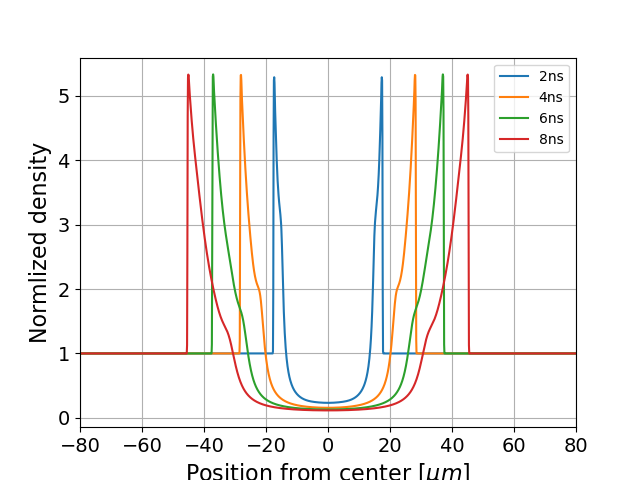 2ns
4ns
6ns
8ns
5
4
3
2
1
0
Normlized density
−80 −60 −40 −20 0 20 40 60 80
Position from center [μm]